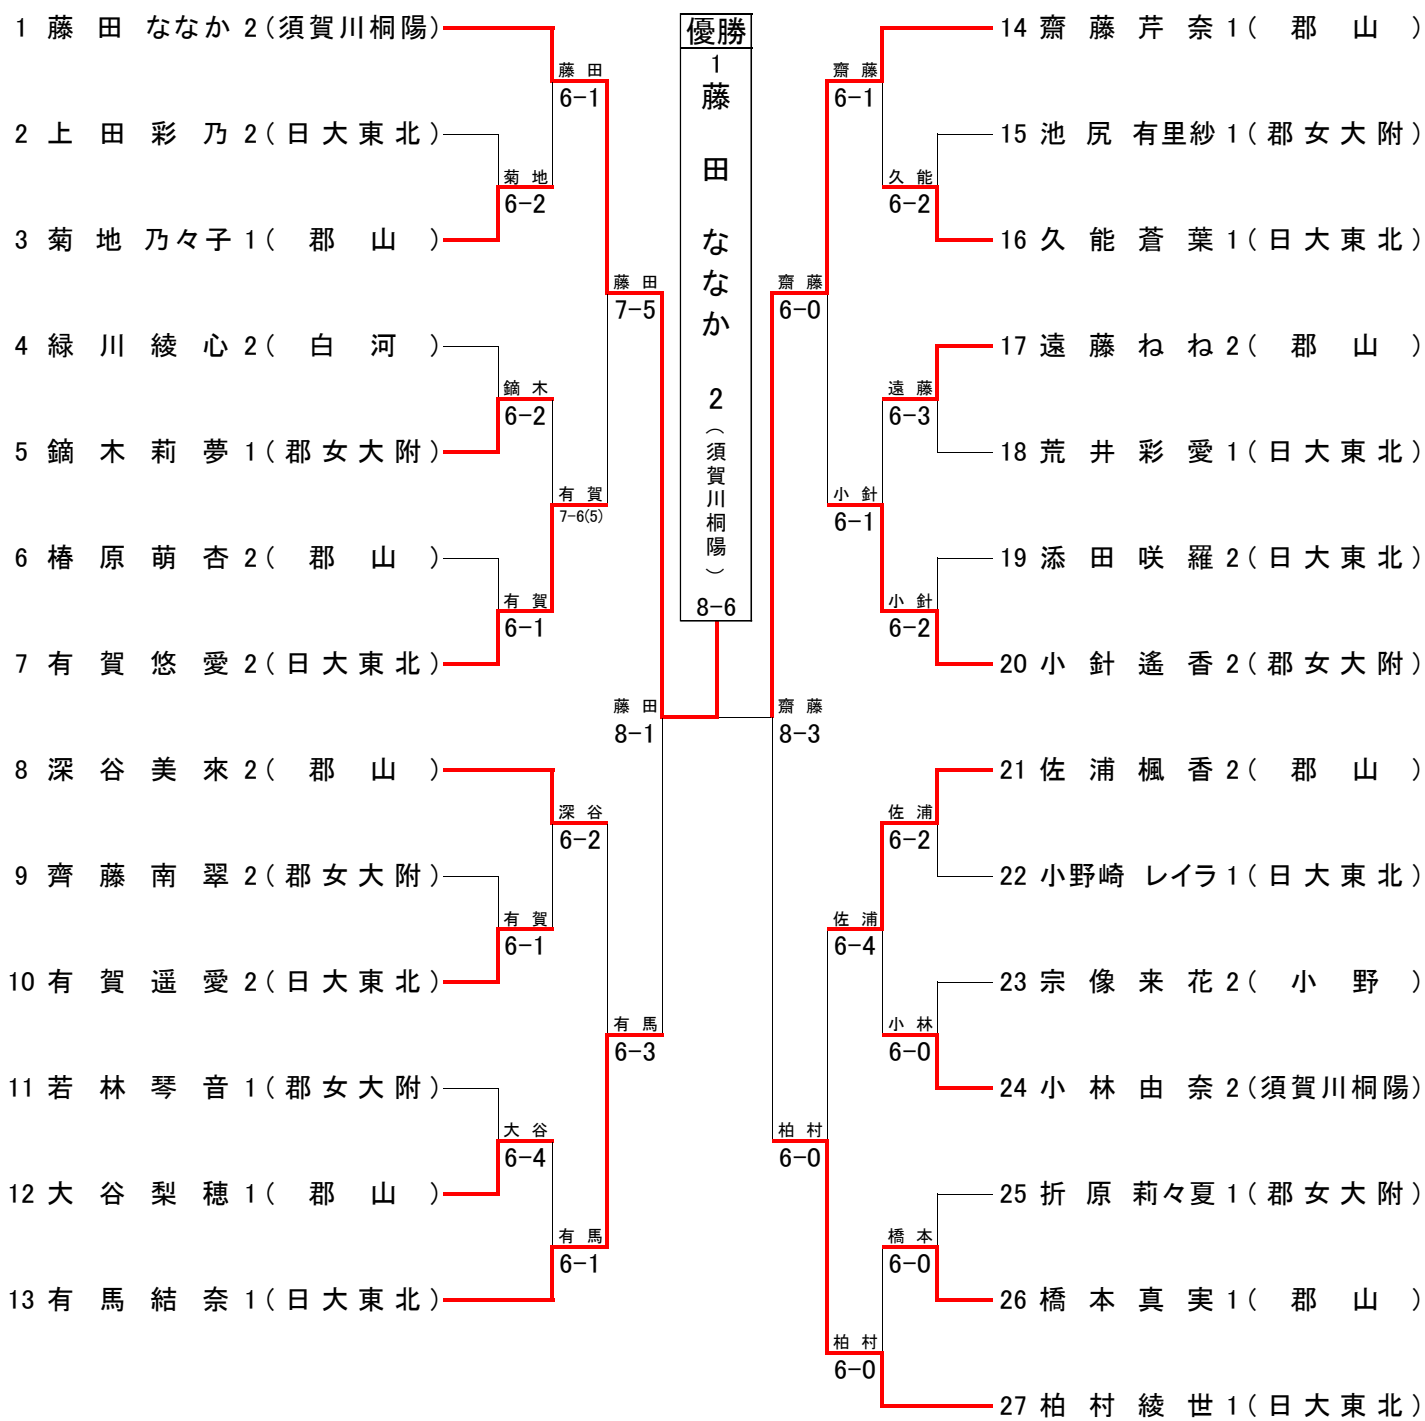 1 藤田 ななか 2 (須賀川桐陽)
藤田
6-1
2 上田 彩乃 2 (日大東北)
菊地
6-2
3 菊地 乃々子 1 (郡山)
藤田
7-5
4 緑川 綾心 2 (白河)
鏑木
6-2
5 鏑木 莉夢 1 (郡女大附)
有賀
7-6(5)
6 椿原 萌杏 2 (郡山)
有賀
6-1
7 有賀 悠愛 2 (日大東北)
藤田
8-1
8 深谷 美來 2 (郡山)
深谷
6-2
9 齊藤 南翠 2 (郡女大附)
有賀
6-1
10 有賀 遥愛 2 (日大東北)
有馬
6-3
11 若林 琴音 1 (郡女大附)
大谷
6-4
12 大谷 梨穂 1 (郡山)
有馬
6-1
13 有馬 結奈 1 (日大東北)
優勝
1 藤田 ななか 2 (須賀川桐陽)
8-6
14 齋藤 芹奈 1 (郡山)
齋藤
6-1
15 池尻 有里紗 1 (郡女大附)
久能
6-2
16 久能 蒼葉 1 (日大東北)
齋藤
6-0
17 遠藤 ねね 2 (郡山)
遠藤
6-3
18 荒井 彩愛 1 (日大東北)
小針
6-1
19 添田 咲羅 2 (日大東北)
小針
6-2
20 小針 遙香 2 (郡女大附)
齋藤
8-3
21 佐浦 楓香 2 (郡山)
佐浦
6-2
22 小野崎 レイラ 1 (日大東北)
佐浦
6-4
23 宗像 来花 2 (小野)
小林
6-0
24 小林 由奈 2 (須賀川桐陽)
柏村
6-0
25 折原 莉々夏 1 (郡女大附)
橋本
6-0
26 橋本 真実 1 (郡山)
柏村
6-0
27 柏村 綾世 1 (日大東北)